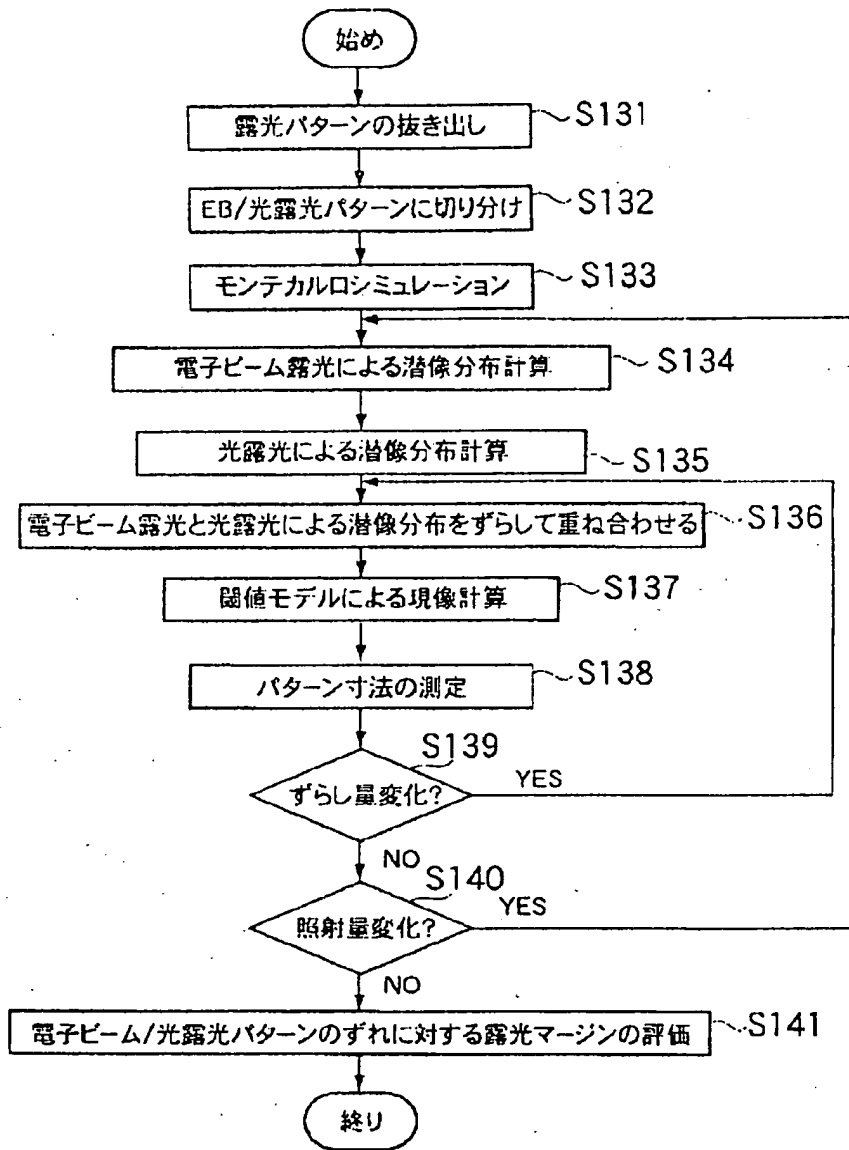 始め
露光パターンの抜き出し
S131
EB/光露光パターンに切り分け
S132
モンテカルロシミュレーション
S133
電子ビーム露光による潜像分布計算
S134
光露光による潜像分布計算
S135
電子ビーム露光と光露光による潜像分布をずらして重ね合わせる
S136
閾値モデルによる現像計算
S137
パターン寸法の測定
S138
S139
ずらし量変化?
YES
NO
S140
照射量変化?
YES
NO
電子ビーム/光露光パターンのずれに対する露光マージンの評価
S141
終り